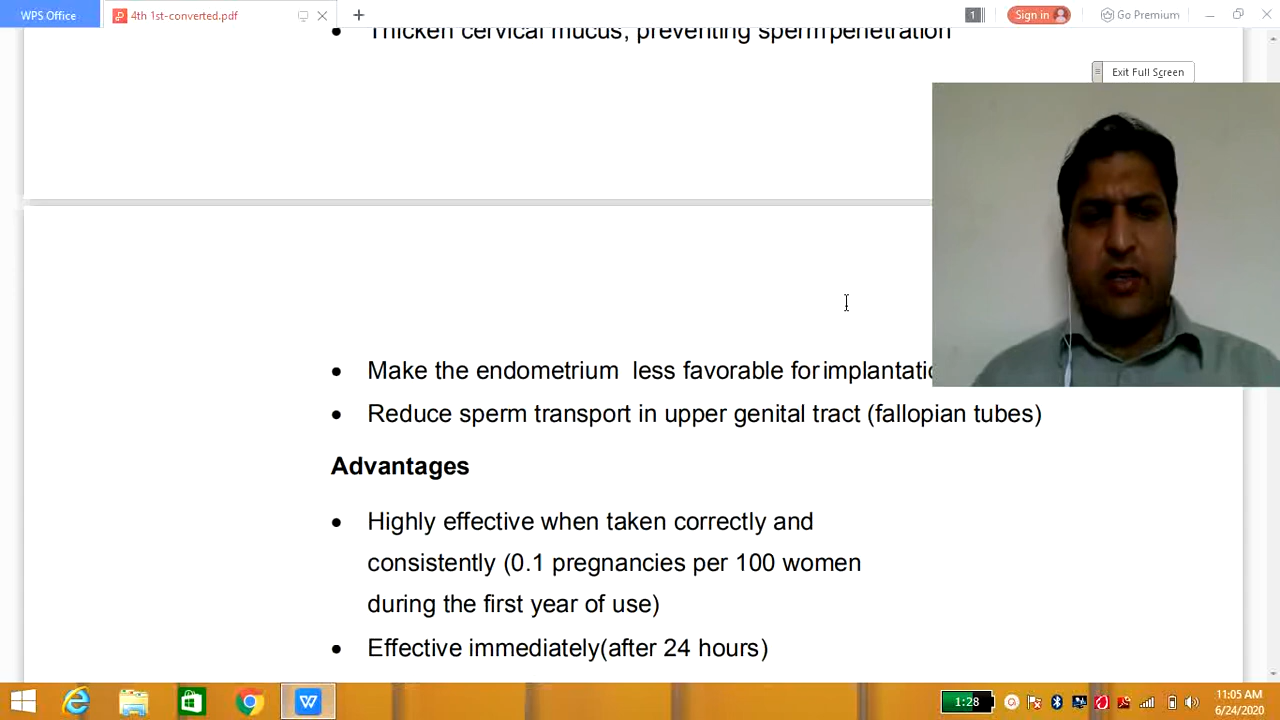 WPS Office
4th 1st-converted.pdf
1
Sign in
Go Premium
Thicken cervical mucus, preventing sperm penetration
Exit Full Screen
Make the endometrium less favorable for
Reduce sperm transport in upper genital tract (fallopian tubes)
Advantages
Highly effective when taken correctly and
consistently (0.1 pregnancies per 100 women
during the first year of use)
Effective immediately(after 24 hours)
1:28
11:05 AM
6/24/2020